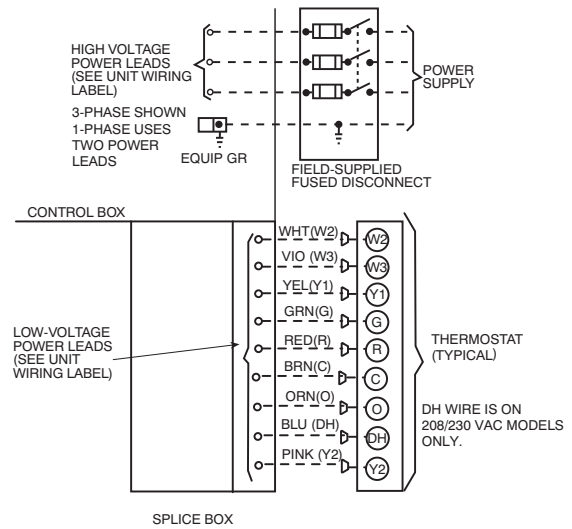 HIGH VOLTAGE
POWER LEADS
(SEE UNIT WIRING
LABEL)
3-PHASE SHOWN
1-PHASE USES
TWO POWER
LEADS
EQUIP GR
POWER
SUPPLY
FIELD-SUPPLIED
FUSED DISCONNECT
CONTROL BOX
LOW-VOLTAGE
POWER LEADS
(SEE UNIT
WIRING LABEL)
WHT(W2) W2
VIO (W3) W3
YEL(Y1) Y1
GRN(G) G
RED(R) R
BRN(C) C
ORN(O) O
BLU (DH) DH
PINK (Y2) Y2
THERMOSTAT
(TYPICAL)
DH WIRE IS ON
208/230 VAC MODELS
ONLY.
SPLICE BOX